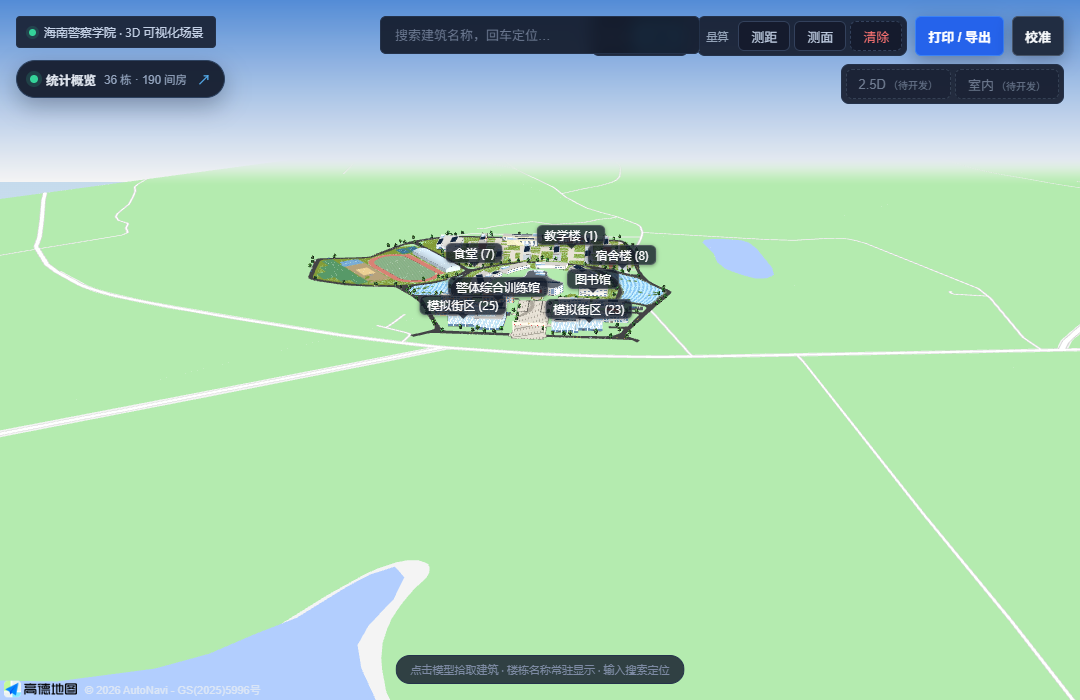 海南警察学院 · 3D 可视化场景
搜索建筑名称，回车定位…
量算 测距 测面 清除
打印 / 导出
校准
统计概览 36 栋 · 190 间房 ↗
2.5D （待开发）
室内 （待开发）
教学楼 (1)
食堂 (7)
宿舍楼 (8)
图书馆
警体综合训练馆
模拟街区 (25)
模拟街区 (23)
点击模型拾取建筑 · 楼栋名称常驻显示 · 输入搜索定位
高德地图 © 2026 AutoNavi - GS(2025)5996号